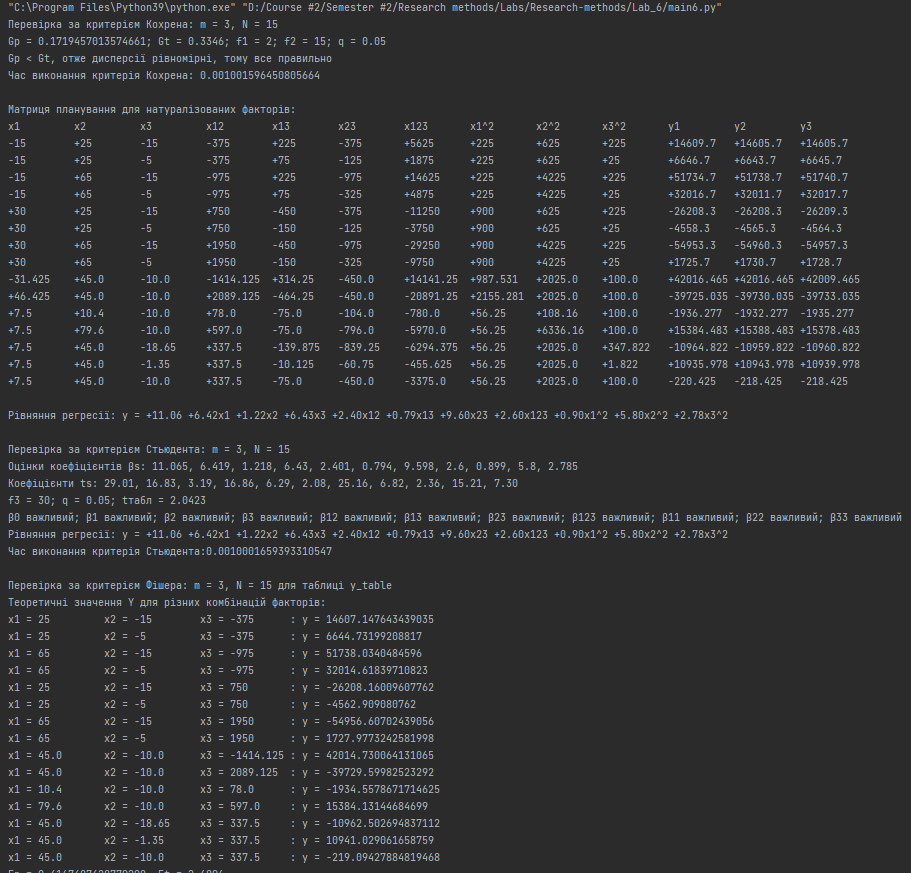 "C:\Program Files\Python39\python.exe" "D:/Course #2/Semester #2/Research methods/Labs/Research-methods/Lab_6/main6.py"
Перевірка за критерієм Кохрена: m = 3, N = 15
Gp = 0.1719457013574661; Gt = 0.3346; f1 = 2; f2 = 15; q = 0.05
Gp < Gt, отже дисперсії рівномірні, тому все правильно
Час виконання критерія Кохрена: 0.001001596450805664
Матриця планування для натуралізованих факторів:
x1 x2 x3 x12 x13 x23 x123 x1^2 x2^2 x3^2 y1 y2 y3
-15 +25 -15 -375 +225 -375 +5625 +225 +625 +225 +14609.7 +14605.7 +14605.7
-15 +25 -5 -375 +75 -125 +1875 +225 +625 +25 +6646.7 +6643.7 +6645.7
-15 +65 -15 -975 +225 -975 +14625 +225 +4225 +225 +51734.7 +51738.7 +51740.7
-15 +65 -5 -975 +75 -325 +4875 +225 +4225 +25 +32016.7 +32011.7 +32017.7
+30 +25 -15 +750 -450 -375 -11250 +900 +625 +225 -26208.3 -26208.3 -26209.3
+30 +25 -5 +750 -150 -125 -3750 +900 +625 +25 -4558.3 -4565.3 -4564.3
+30 +65 -15 +1950 -450 -975 -29250 +900 +4225 +225 -54953.3 -54960.3 -54957.3
+30 +65 -5 +1950 -150 -325 -9750 +900 +4225 +25 +1725.7 +1730.7 +1728.7
-31.425 +45.0 -10.0 -1414.125 +314.25 -450.0 +14141.25 +987.531 +2025.0 +100.0 +42016.465 +42016.465 +42009.465
+46.425 +45.0 -10.0 +2089.125 -464.25 -450.0 -20891.25 +2155.281 +2025.0 +100.0 -39725.035 -39730.035 -39733.035
+7.5 +10.4 -10.0 +78.0 -75.0 -104.0 -780.0 +56.25 +108.16 +100.0 -1936.277 -1932.277 -1935.277
+7.5 +79.6 -10.0 +597.0 -75.0 -796.0 -5970.0 +56.25 +6336.16 +100.0 +15384.483 +15388.483 +15378.483
+7.5 +45.0 -18.65 +337.5 -139.875 -839.25 -6294.375 +56.25 +2025.0 +347.822 -10964.822 -10959.822 -10960.822
+7.5 +45.0 -1.35 +337.5 -10.125 -60.75 -455.625 +56.25 +2025.0 +1.822 +10935.978 +10943.978 +10939.978
+7.5 +45.0 -10.0 +337.5 -75.0 -450.0 -3375.0 +56.25 +2025.0 +100.0 -220.425 -218.425 -218.425
Рівняння регресії: y = +11.06 +6.42x1 +1.22x2 +6.43x3 +2.40x12 +0.79x13 +9.60x23 +2.60x123 +0.90x1^2 +5.80x2^2 +2.78x3^2
Перевірка за критерієм Стьюдента: m = 3, N = 15
Оцінки коефіцієнтів βs: 11.065, 6.419, 1.218, 6.43, 2.401, 0.794, 9.598, 2.6, 0.899, 5.8, 2.785
Коефіцієнти ts: 29.01, 16.83, 3.19, 16.86, 6.29, 2.08, 25.16, 6.82, 2.36, 15.21, 7.30
f3 = 30; q = 0.05; tтабл = 2.0423
β0 важливий; β1 важливий; β2 важливий; β3 важливий; β12 важливий; β13 важливий; β23 важливий; β123 важливий; β11 важливий; β22 важливий; β33 важливий
Рівняння регресії: y = +11.06 +6.42x1 +1.22x2 +6.43x3 +2.40x12 +0.79x13 +9.60x23 +2.60x123 +0.90x1^2 +5.80x2^2 +2.78x3^2
Час виконання критерія Стьюдента:0.0010001659393310547
Перевірка за критерієм Фішера: m = 3, N = 15 для таблиці y_table
Теоретичні значення Y для різних комбінацій факторів:
x1 = 25 x2 = -15 x3 = -375 : y = 14607.147643439035
x1 = 25 x2 = -5 x3 = -375 : y = 6644.73199208817
x1 = 65 x2 = -15 x3 = -975 : y = 51738.0340484596
x1 = 65 x2 = -5 x3 = -975 : y = 32014.61839710823
x1 = 25 x2 = -15 x3 = 750 : y = -26208.16009607762
x1 = 25 x2 = -5 x3 = 750 : y = -4562.909080762
x1 = 65 x2 = -15 x3 = 1950 : y = -54956.60702439056
x1 = 65 x2 = -5 x3 = 1950 : y = 1727.9773242581998
x1 = 45.0 x2 = -10.0 x3 = -1414.125 : y = 42014.730064131065
x1 = 45.0 x2 = -10.0 x3 = 2089.125 : y = -39729.59982523292
x1 = 10.4 x2 = -10.0 x3 = 78.0 : y = -1934.5578671714625
x1 = 79.6 x2 = -10.0 x3 = 597.0 : y = 15384.13144684699
x1 = 45.0 x2 = -18.65 x3 = 337.5 : y = -10962.502694837112
x1 = 45.0 x2 = -1.35 x3 = 337.5 : y = 10941.029061658759
x1 = 45.0 x2 = -10.0 x3 = 337.5 : y = -219.09427884819468